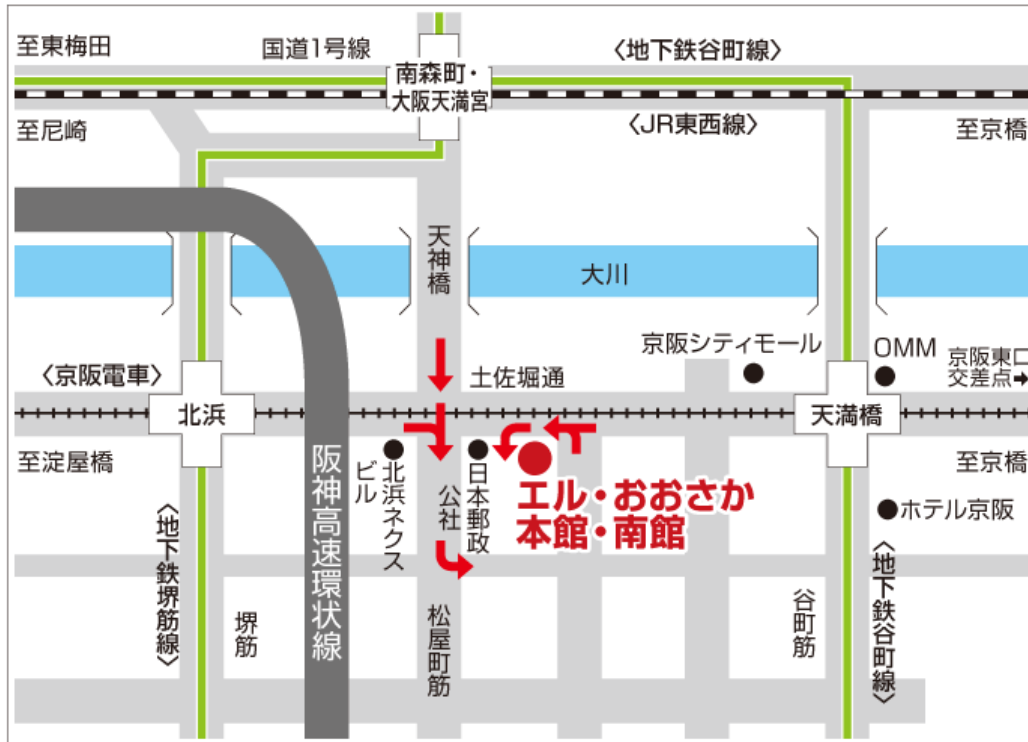 至東梅田
国道1号線
〈地下鉄谷町線〉
南森町・
大阪天満宮
至尼崎
〈JR東西線〉
至京橋
天神橋
大川
京阪シティモール
OMM
京阪東口
交差点➡
〈京阪電車〉
土佐堀通
北浜
天満橋
至淀屋橋
阪神高速環状線
北浜ネクス
ビル
公社
日本郵政
エル・おおさか
本館・南館
至京橋
ホテル京阪
〈地下鉄堺筋線〉
堺筋
松屋町筋
谷町筋
〈地下鉄谷町線〉